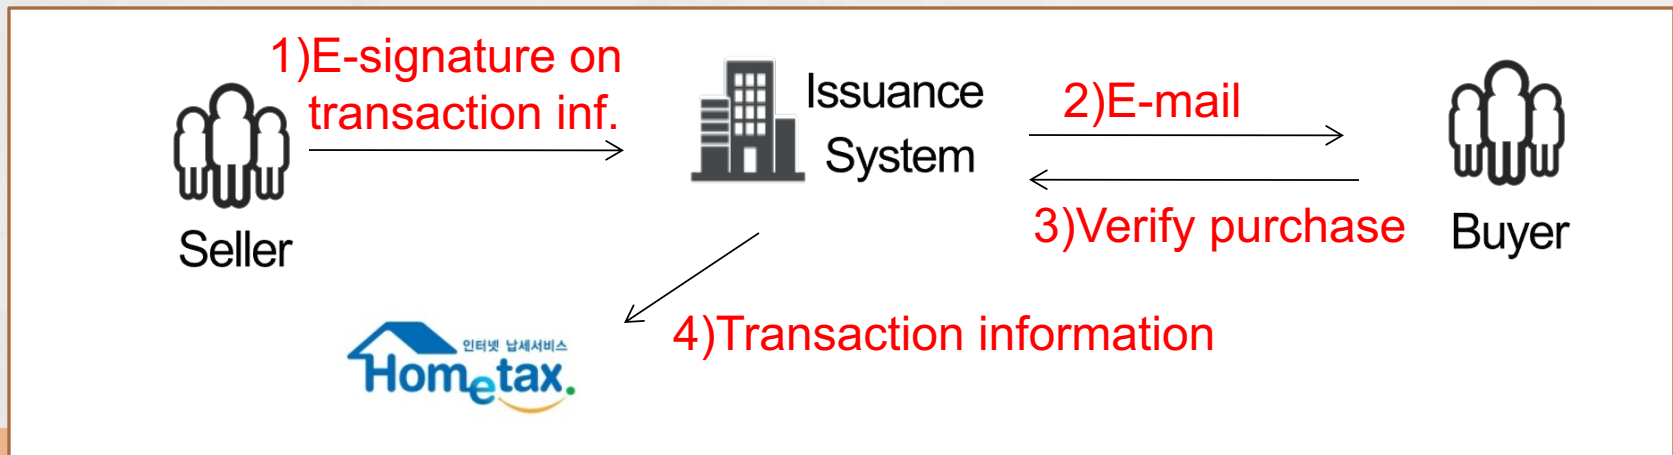 1)E-signature on
transaction inf.
Issuance
System
2)E-mail
3)Verify purchase
Seller
Buyer
4)Transaction information
인터넷 납세서비스
Hometax.